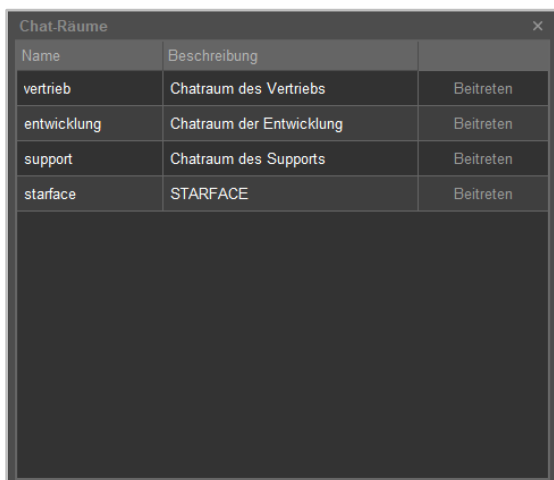 Chat-Räume ×
Name Beschreibung
vertrieb Chatraum des Vertriebs Beitreten
entwicklung Chatraum der Entwicklung Beitreten
support Chatraum des Supports Beitreten
starface STARFACE Beitreten